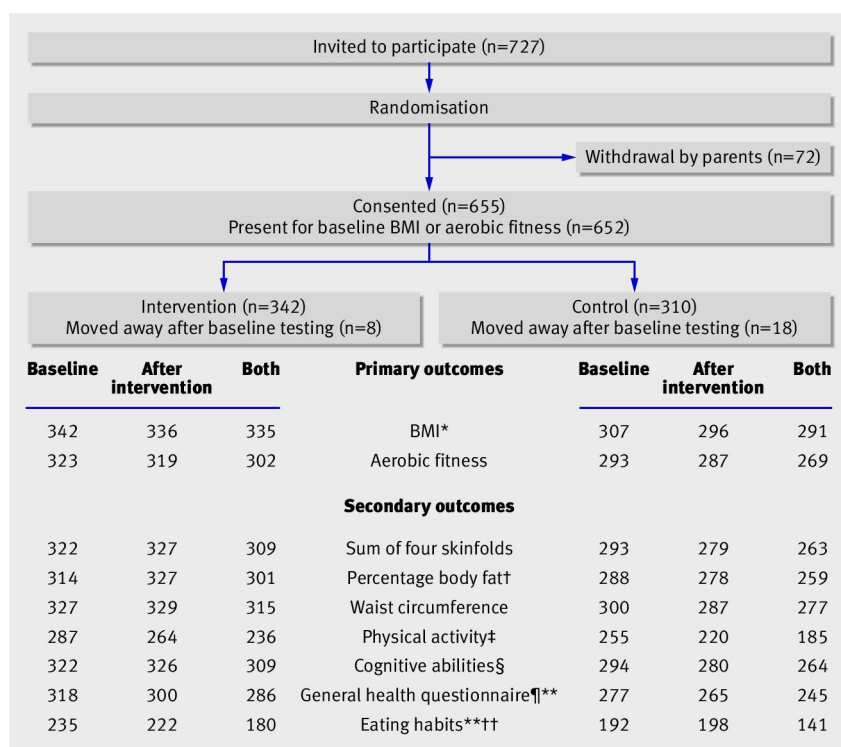 Invited to participate (n=727)
Randomisation
Withdrawal by parents (n=72)
Consented (n=655)
Present for baseline BMI or aerobic fitness (n=652)
Intervention (n=342)
Moved away after baseline testing (n=8)
Control (n=310)
Moved away after baseline testing (n=18)
Baseline After intervention Both Primary outcomes Baseline After intervention Both
342 336 335 BMI* 307 296 291
323 319 302 Aerobic fitness 293 287 269
Secondary outcomes
322 327 309 Sum of four skinfolds 293 279 263
314 327 301 Percentage body fat† 288 278 259
327 329 315 Waist circumference 300 287 277
287 264 236 Physical activity‡ 255 220 185
322 326 309 Cognitive abilities§ 294 280 264
318 300 286 General health questionnaire¶** 277 265 245
235 222 180 Eating habits**†† 192 198 141